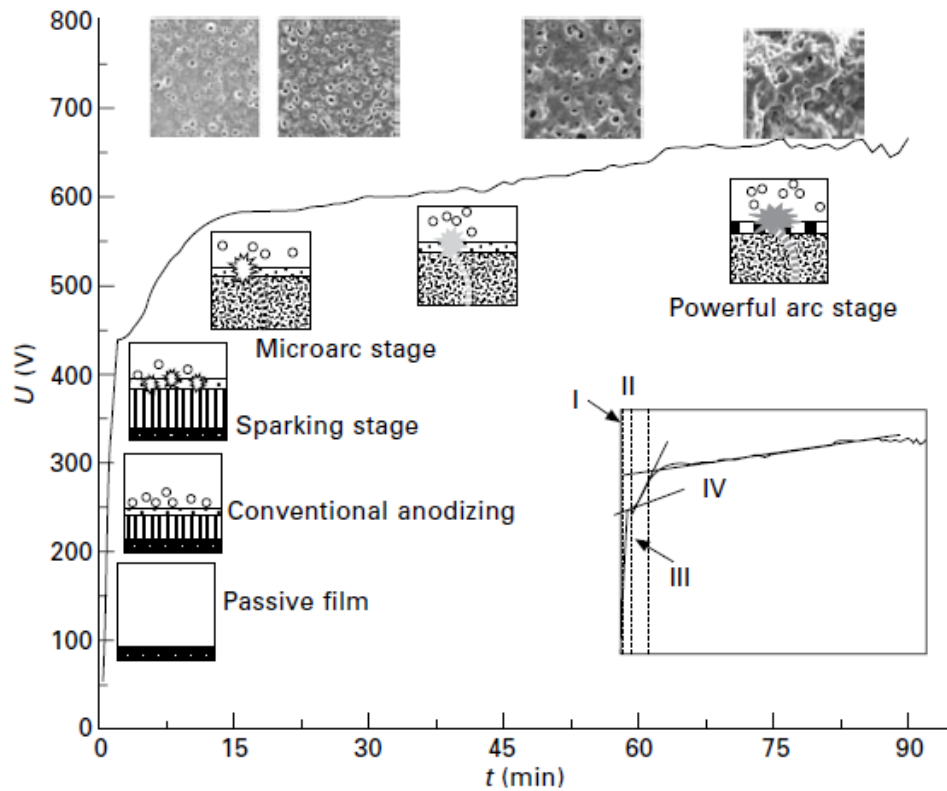 800
700
600
500
400
300
200
100
0
U (V)
Microarc stage
Powerful arc stage
Sparking stage
Conventional anodizing
Passive film
I
II
IV
III
0
15
30
45
60
75
90
t (min)